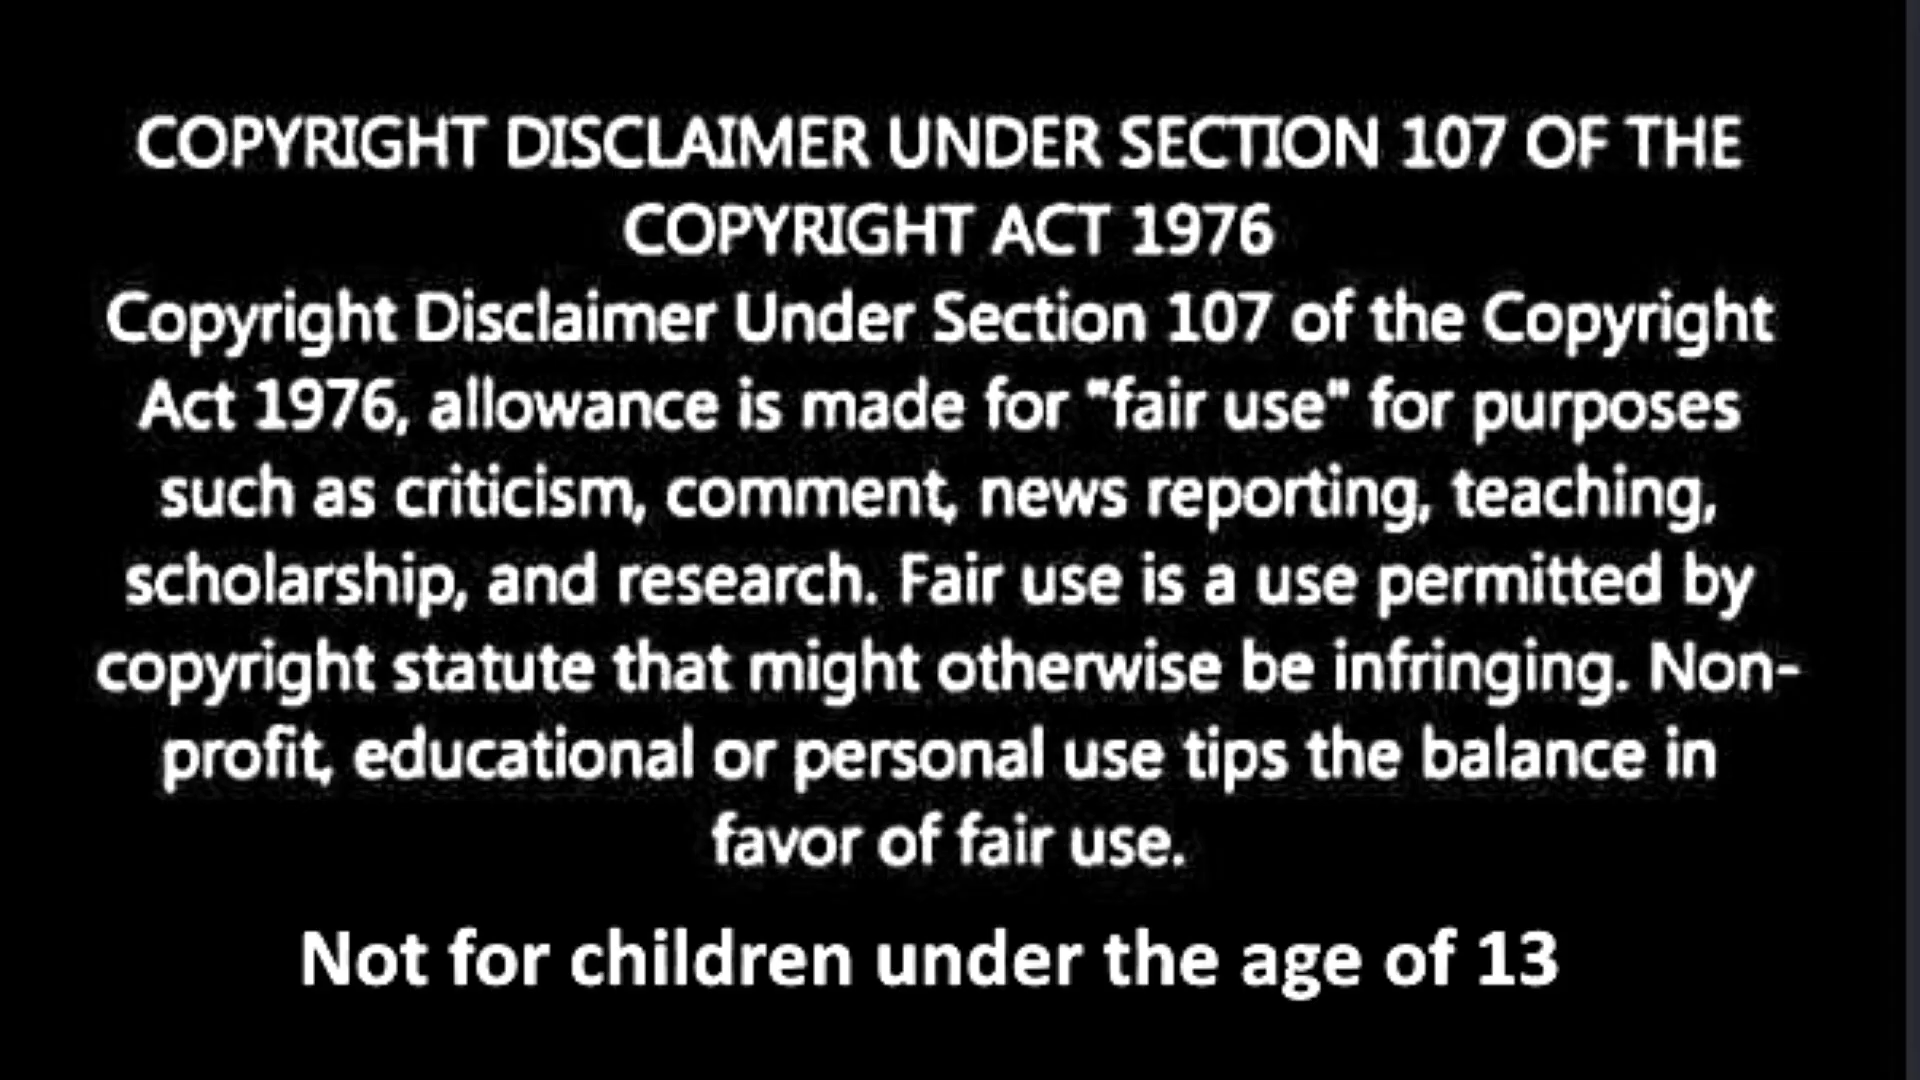 COPYRIGHT DISCLAIMER UNDER SECTION 107 OF THE
COPYRIGHT ACT 1976
Copyright Disclaimer Under Section 107 of the Copyright
Act 1976, allowance is made for "fair use" for purposes
such as criticism, comment, news reporting, teaching,
scholarship, and research. Fair use is a use permitted by
copyright statute that might otherwise be infringing. Non-
profit, educational or personal use tips the balance in
favor of fair use.
Not for children under the age of 13